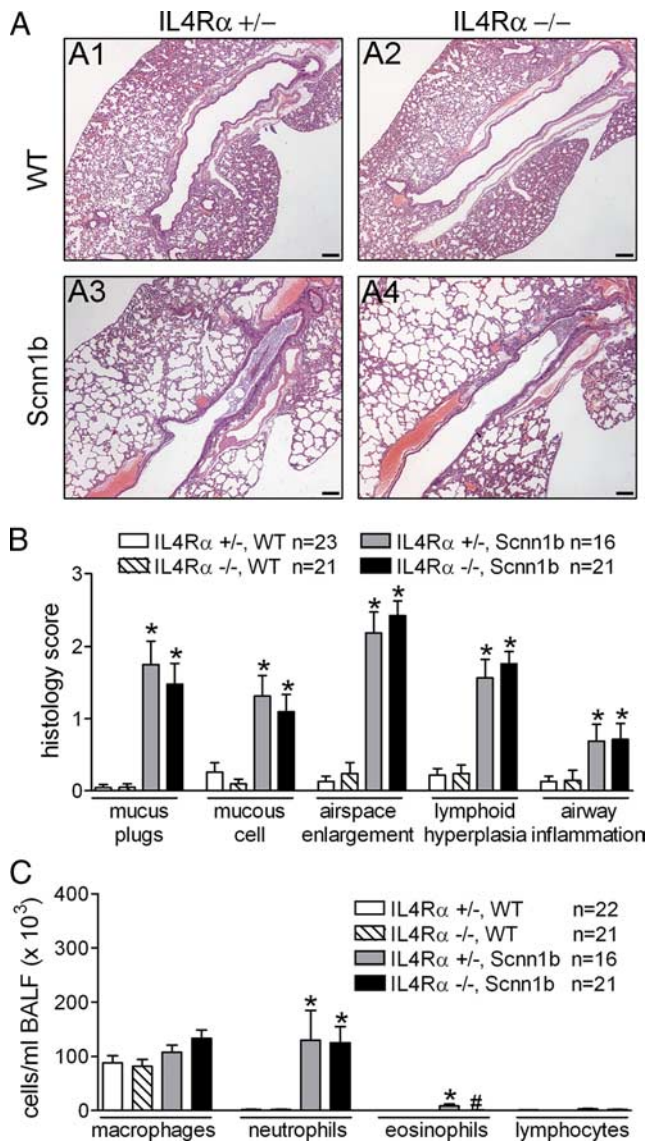 A
IL4Rα +/–
IL4Rα –/–
WT
A1
A2
Scnn1b
A3
A4
B
IL4Rα +/-, WT n=23
IL4Rα +/-, Scnn1b n=16
IL4Rα -/-, WT n=21
IL4Rα -/-, Scnn1b n=21
histology score
3
2
1
0
* * * * * * * * * *
mucus plugs
mucous cell
airspace enlargement
lymphoid hyperplasia
airway inflammation
C
IL4Rα +/-, WT n=22
IL4Rα -/-, WT n=21
IL4Rα +/-, Scnn1b n=16
IL4Rα -/-, Scnn1b n=21
cells/ml BALF (x 10³)
400
300
200
100
0
* * * #
macrophages neutrophils eosinophils lymphocytes